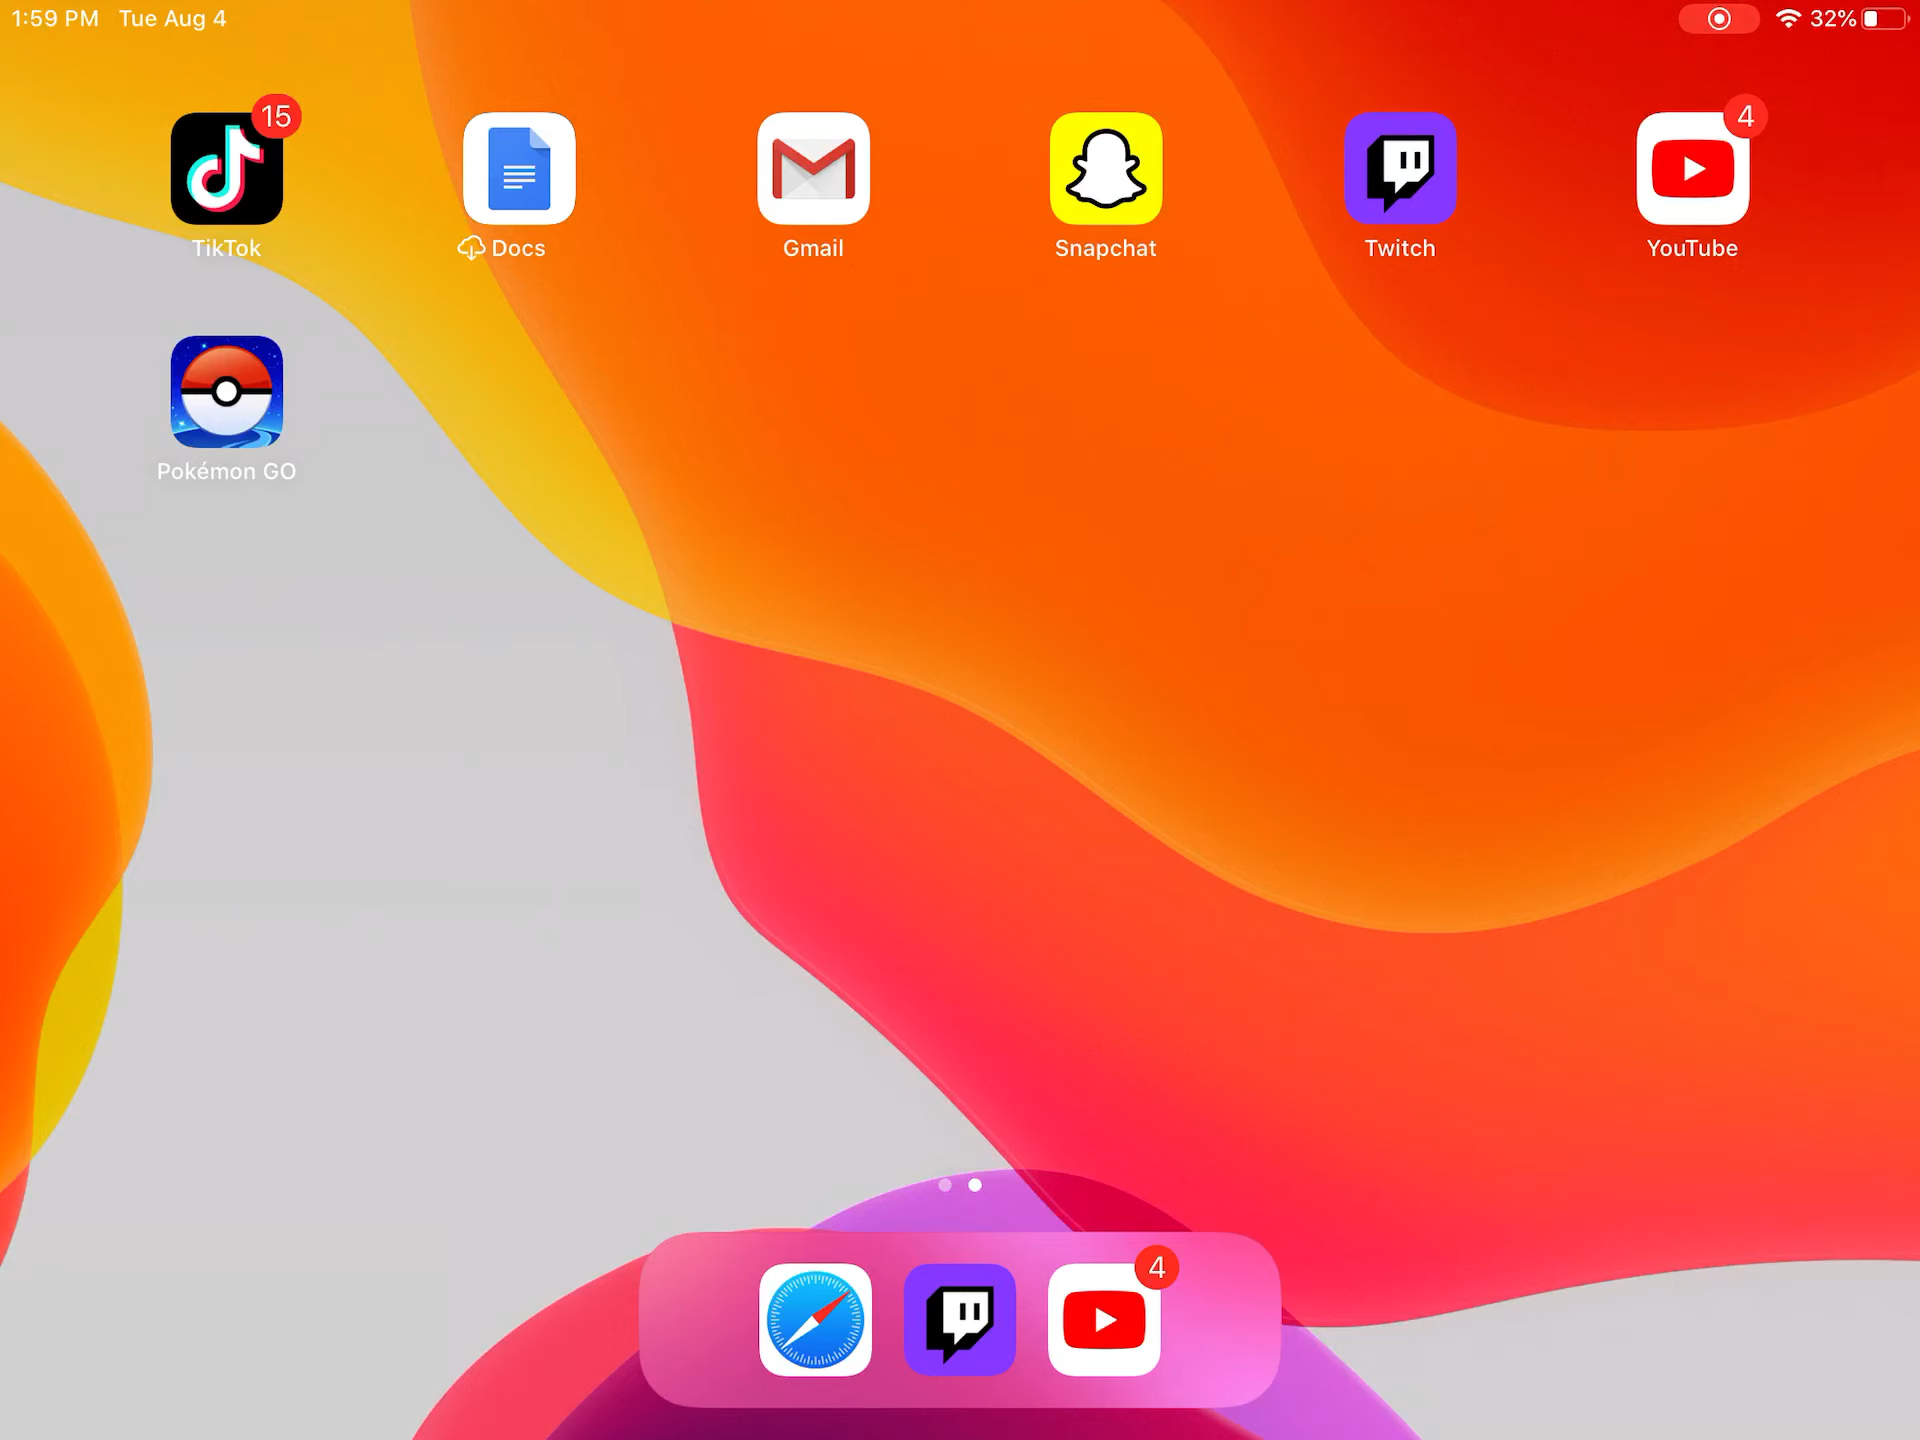 1:59 PM Tue Aug 4 32%
15 4
TikTok Docs Gmail Snapchat Twitch YouTube
Pokémon GO
4